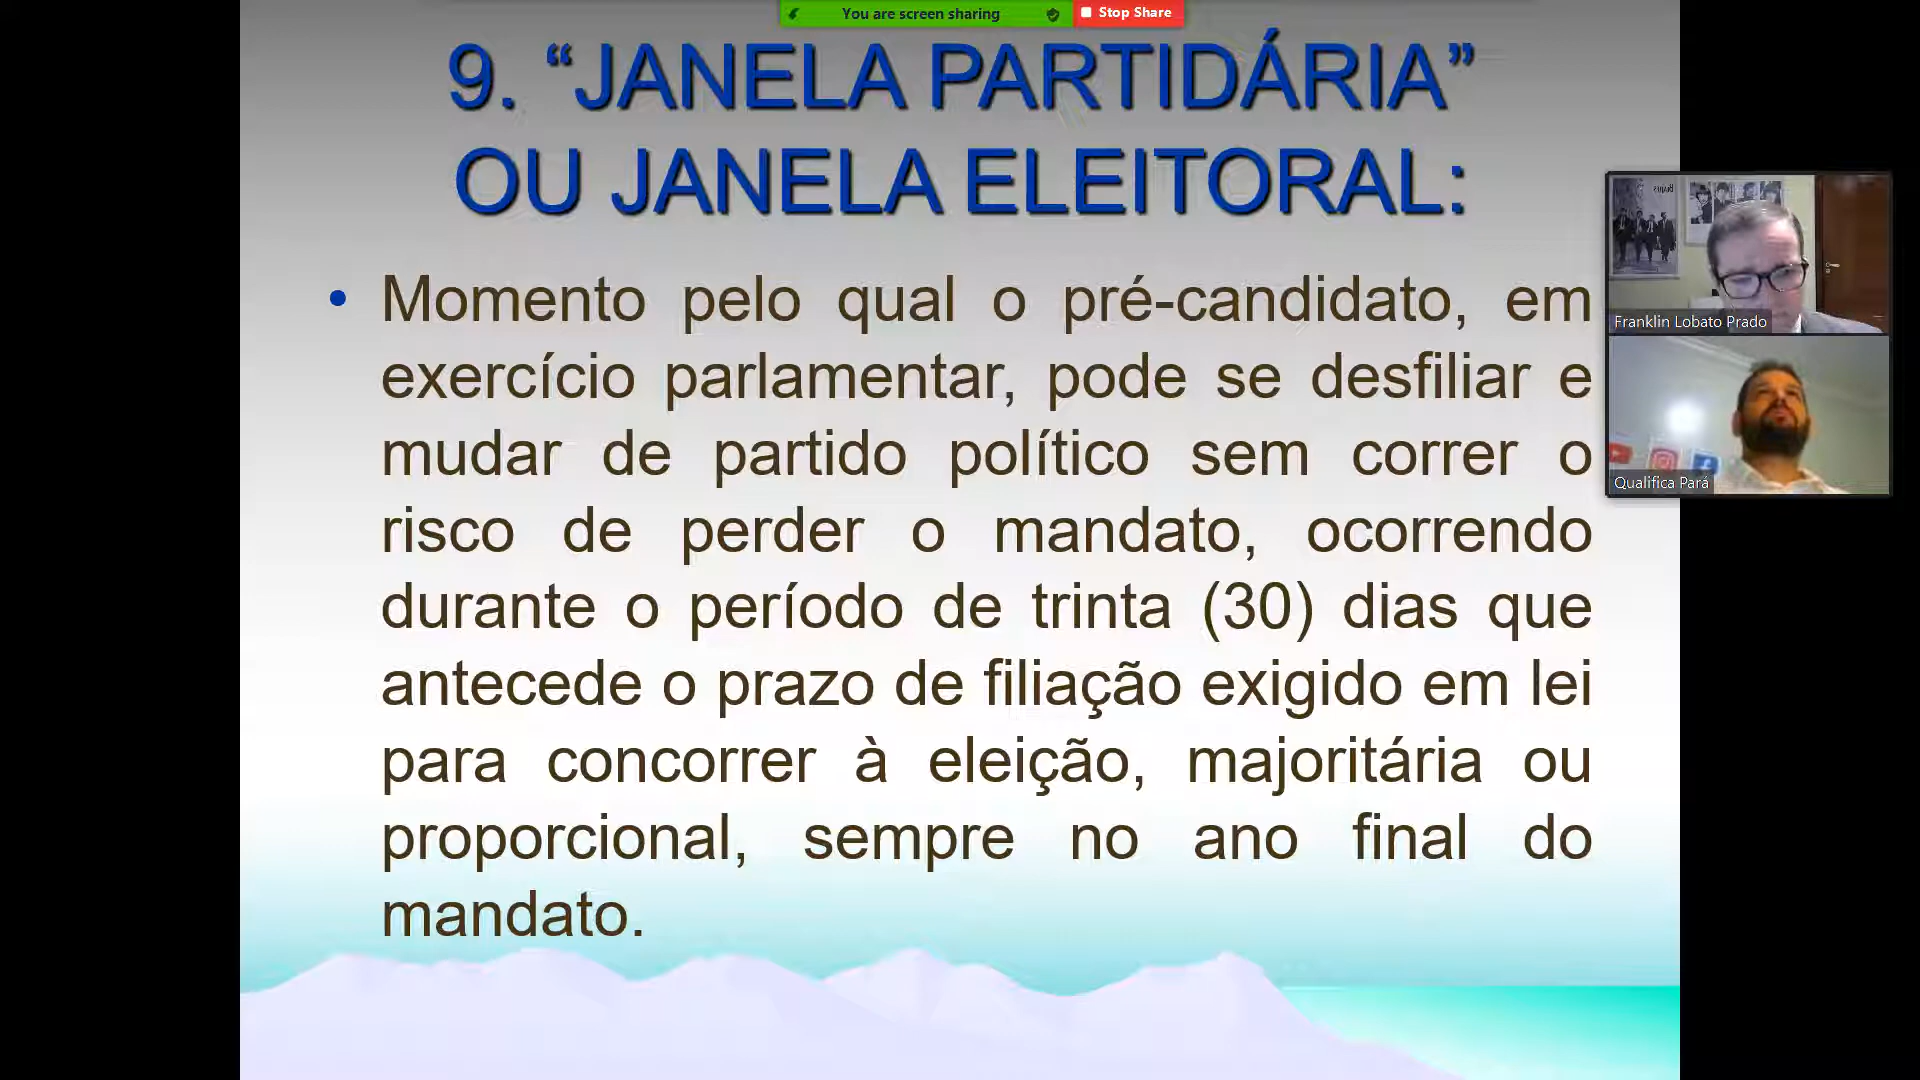 You are screen sharing
Stop Share
9. “JANELA PARTIDÁRIA”
OU JANELA ELEITORAL:
• Momento pelo qual o pré-candidato, em
exercício parlamentar, pode se desfiliar e
mudar de partido político sem correr o
risco de perder o mandato, ocorrendo
durante o período de trinta (30) dias que
antecede o prazo de filiação exigido em lei
para concorrer à eleição, majoritária ou
proporcional, sempre no ano final do
mandato.
Franklin Lobato Prado
Qualifica Pará